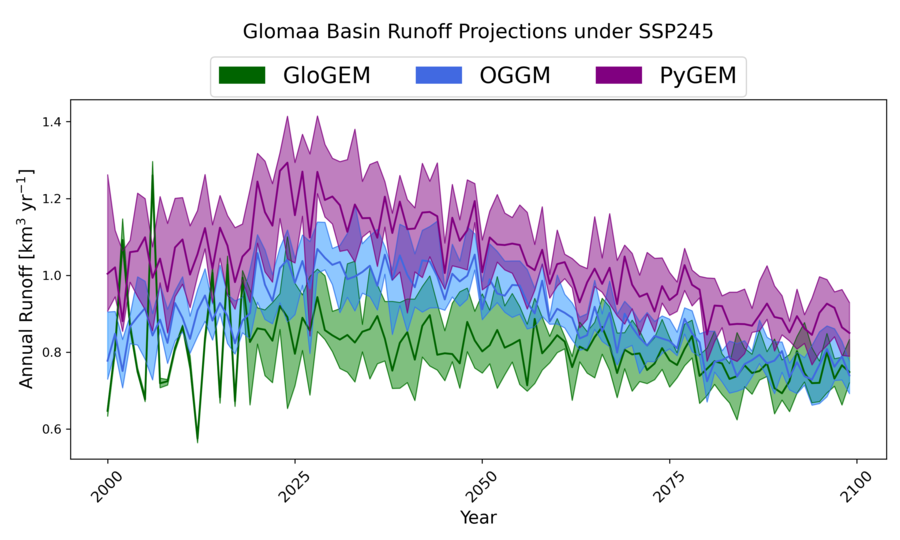 Glomaa Basin Runoff Projections under SSP245
GloGEM OGGM PyGEM
Annual Runoff [km³ yr⁻¹]
1.4
1.2
1.0
0.8
0.6
2000 2025 2050 2075 2100
Year